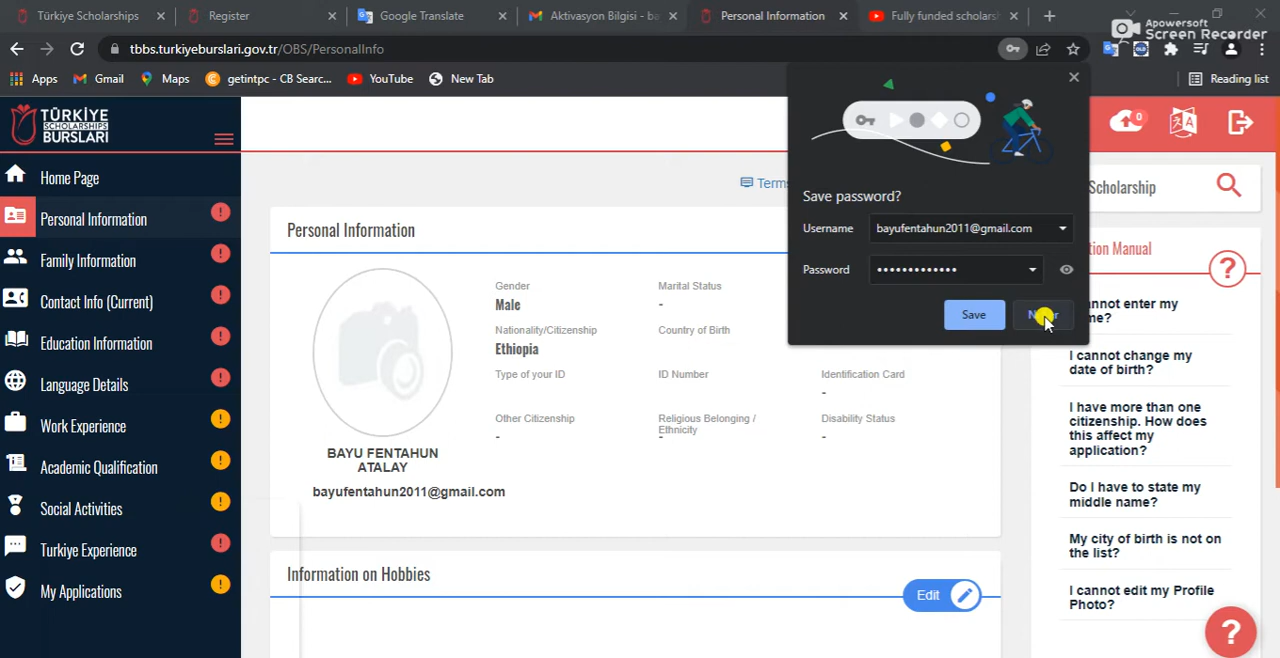 Türkiye Scholarships
Register
Google Translate
Aktivasyon Bilgisi - ba
Personal Information
Fully funded scholarsh
Apowersoft
Screen Recorder
tbbs.turkiyeburslari.gov.tr/OBS/PersonalInfo
Apps
Gmail
Maps
getintpc - CB Searc...
YouTube
New Tab
Reading list
TÜRKİYE
SCHOLARSHIPS
BURSLARI
Home Page
Personal Information
Family Information
Contact Info (Current)
Education Information
Language Details
Work Experience
Academic Qualification
Social Activities
Turkiye Experience
My Applications
Terms
Personal Information
BAYU FENTAHUN
ATALAY
bayufentahun2011@gmail.com
Gender
Male
Marital Status
-
Nationality/Citizenship
Ethiopia
Country of Birth
Type of your ID
ID Number
Identification Card
-
Other Citizenship
-
Religious Belonging /
Ethnicity
-
Disability Status
-
Information on Hobbies
Edit
Save password?
Username
bayufentahun2011@gmail.com
Password
•••••••••••••
Save
0
Scholarship
tion Manual
?
nnot enter my
me?
I cannot change my
date of birth?
I have more than one
citizenship. How does
this affect my
application?
Do I have to state my
middle name?
My city of birth is not on
the list?
I cannot edit my Profile
Photo?
?